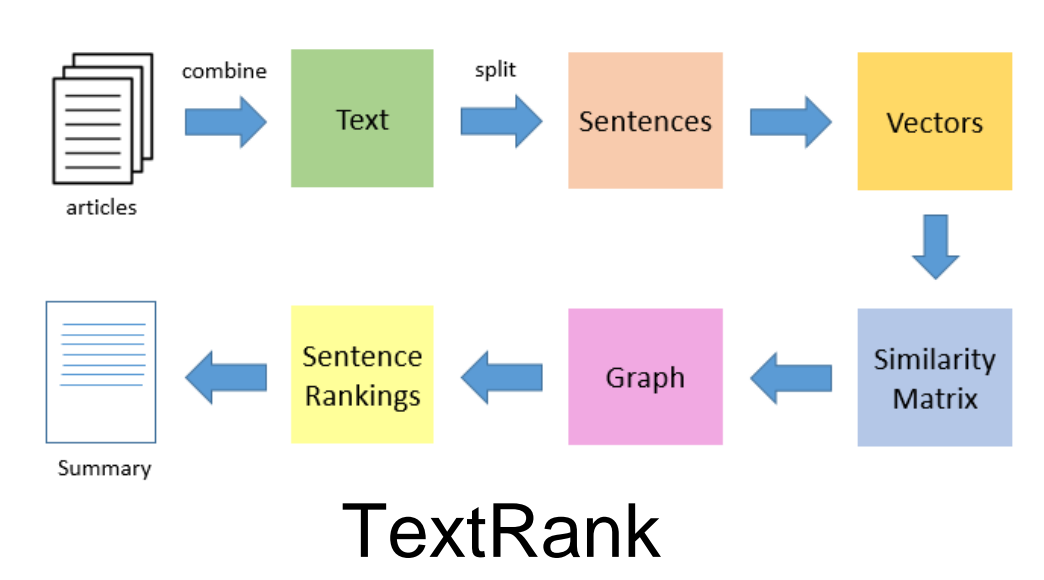 combine
split
Text
Sentences
Vectors
articles
Similarity
Matrix
Graph
Sentence
Rankings
Summary
TextRank